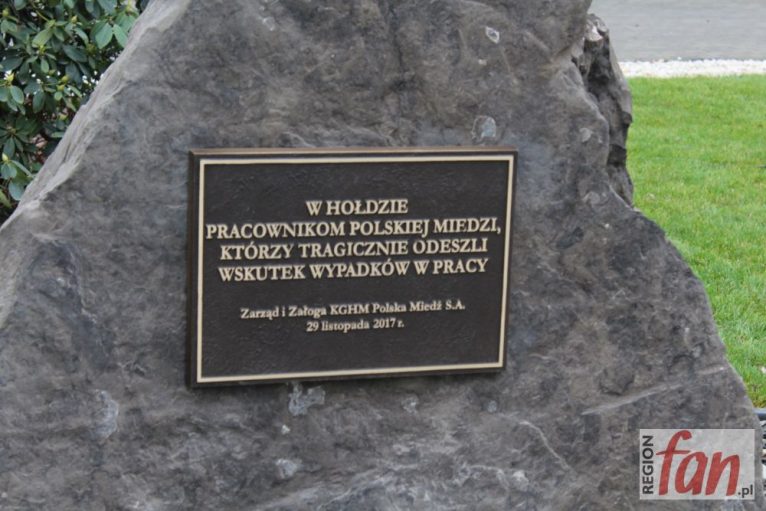 W HOŁDZIE
PRACOWNIKOM POLSKIEJ MIEDZI,
KTÓRZY TRAGICZNIE ODESZLI
WSKUTEK WYPADKÓW W PRACY
Zarząd i Załoga KGHM Polska Miedź S.A.
29 listopada 2017 r.
REGION
fan.pl